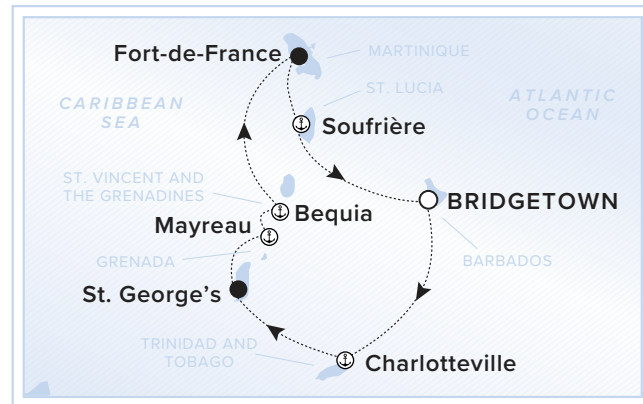 Fort-de-France
MARTINIQUE
ST. LUCIA
CARIBBEAN
SEA
ATLANTIC
OCEAN
Soufrière
ST. VINCENT AND
THE GRENADINES
BRIDGETOWN
Bequia
Mayreau
BARBADOS
GRENADA
St. George’s
TRINIDAD AND
TOBAGO
Charlotteville